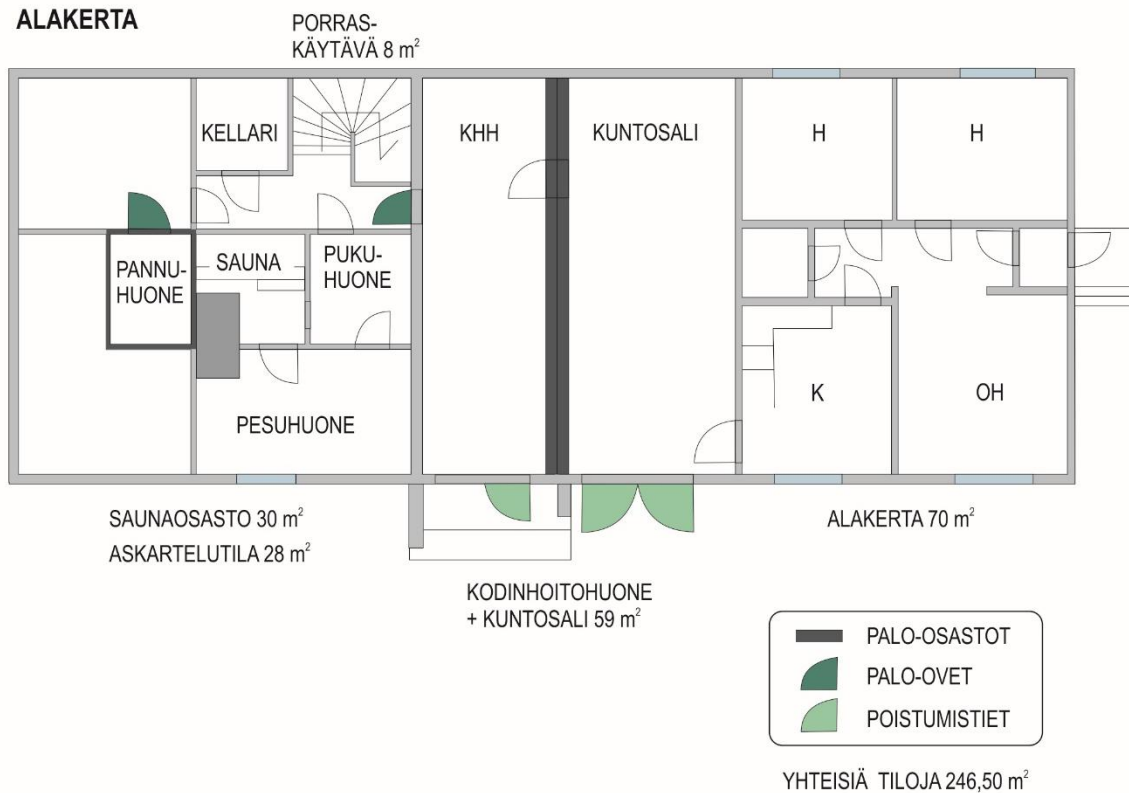 ALAKERTA
PORRAS-
KÄYTÄVÄ 8 m²
KELLARI
KHH
KUNTOSALI
H
H
PANNU-
HUONE
SAUNA
PUKU-
HUONE
PESUHUONE
K
OH
SAUNAOSASTO 30 m²
ASKARTELUTILA 28 m²
ALAKERTA 70 m²
KODINHOITOHUONE
+ KUNTOSALI 59 m²
PALO-OSASTOT
PALO-OVET
POISTUMISTIET
YHTEISIÄ TILOJA 246,50 m²